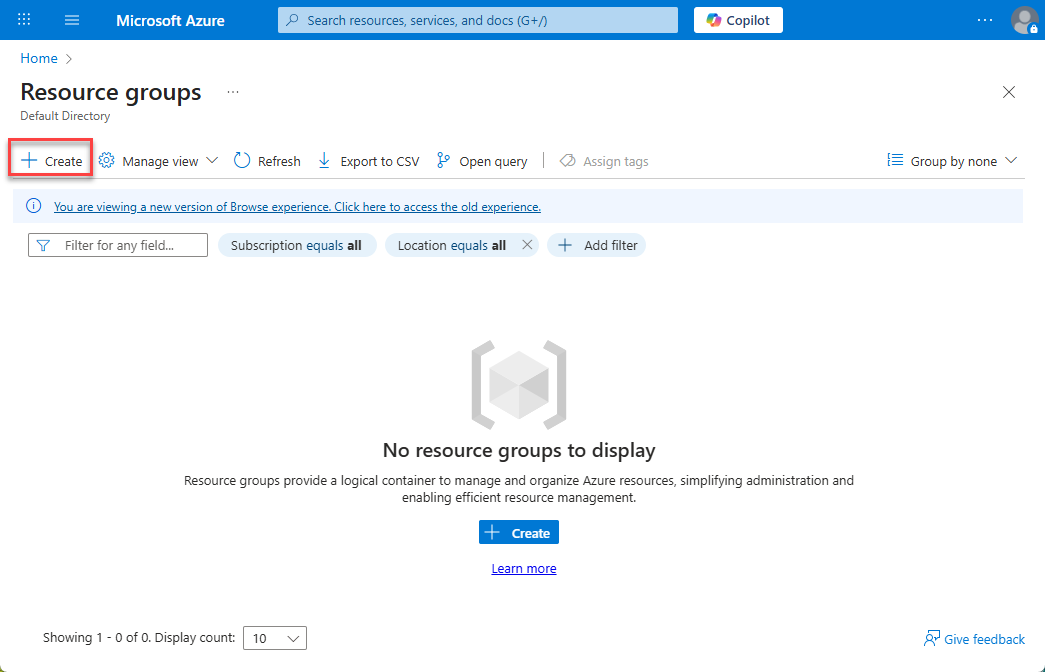 Microsoft Azure
Search resources, services, and docs (G+/)
Copilot
Home
Resource groups
Default Directory
Create
Manage view
Refresh
Export to CSV
Open query
Assign tags
Group by none
You are viewing a new version of Browse experience. Click here to access the old experience.
Filter for any field...
Subscription equals all
Location equals all
Add filter
No resource groups to display
Resource groups provide a logical container to manage and organize Azure resources, simplifying administration and
enabling efficient resource management.
Create
Learn more
Showing 1 - 0 of 0. Display count:
10
Give feedback